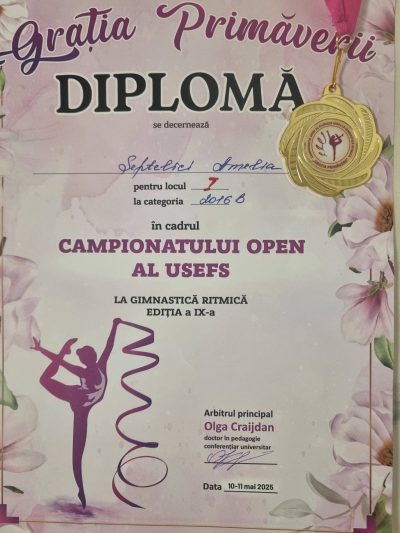 Grația Primăverii
DIPLOMĂ
se decernează
Septelici Amelia
pentru locul I
la categoria 2016 B
în cadrul
CAMPIONATULUI OPEN
AL USEFS
LA GIMNASTICĂ RITMICĂ
EDIȚIA a IX-a
Arbitrul principal
Olga Craijdan
doctor în pedagogie
conferențiar universitar
Data 10-11 mai 2025